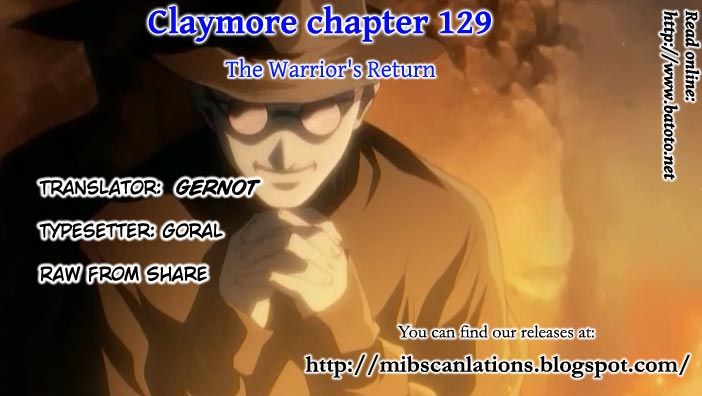 Claymore chapter 129
The Warrior's Return
Read online:
http://www.batoto.net
TRANSLATOR: GERNOT
TYPESETTER: GORAL
RAW FROM SHARE
You can find our releases at:
http://mibscanlations.blogspot.com/